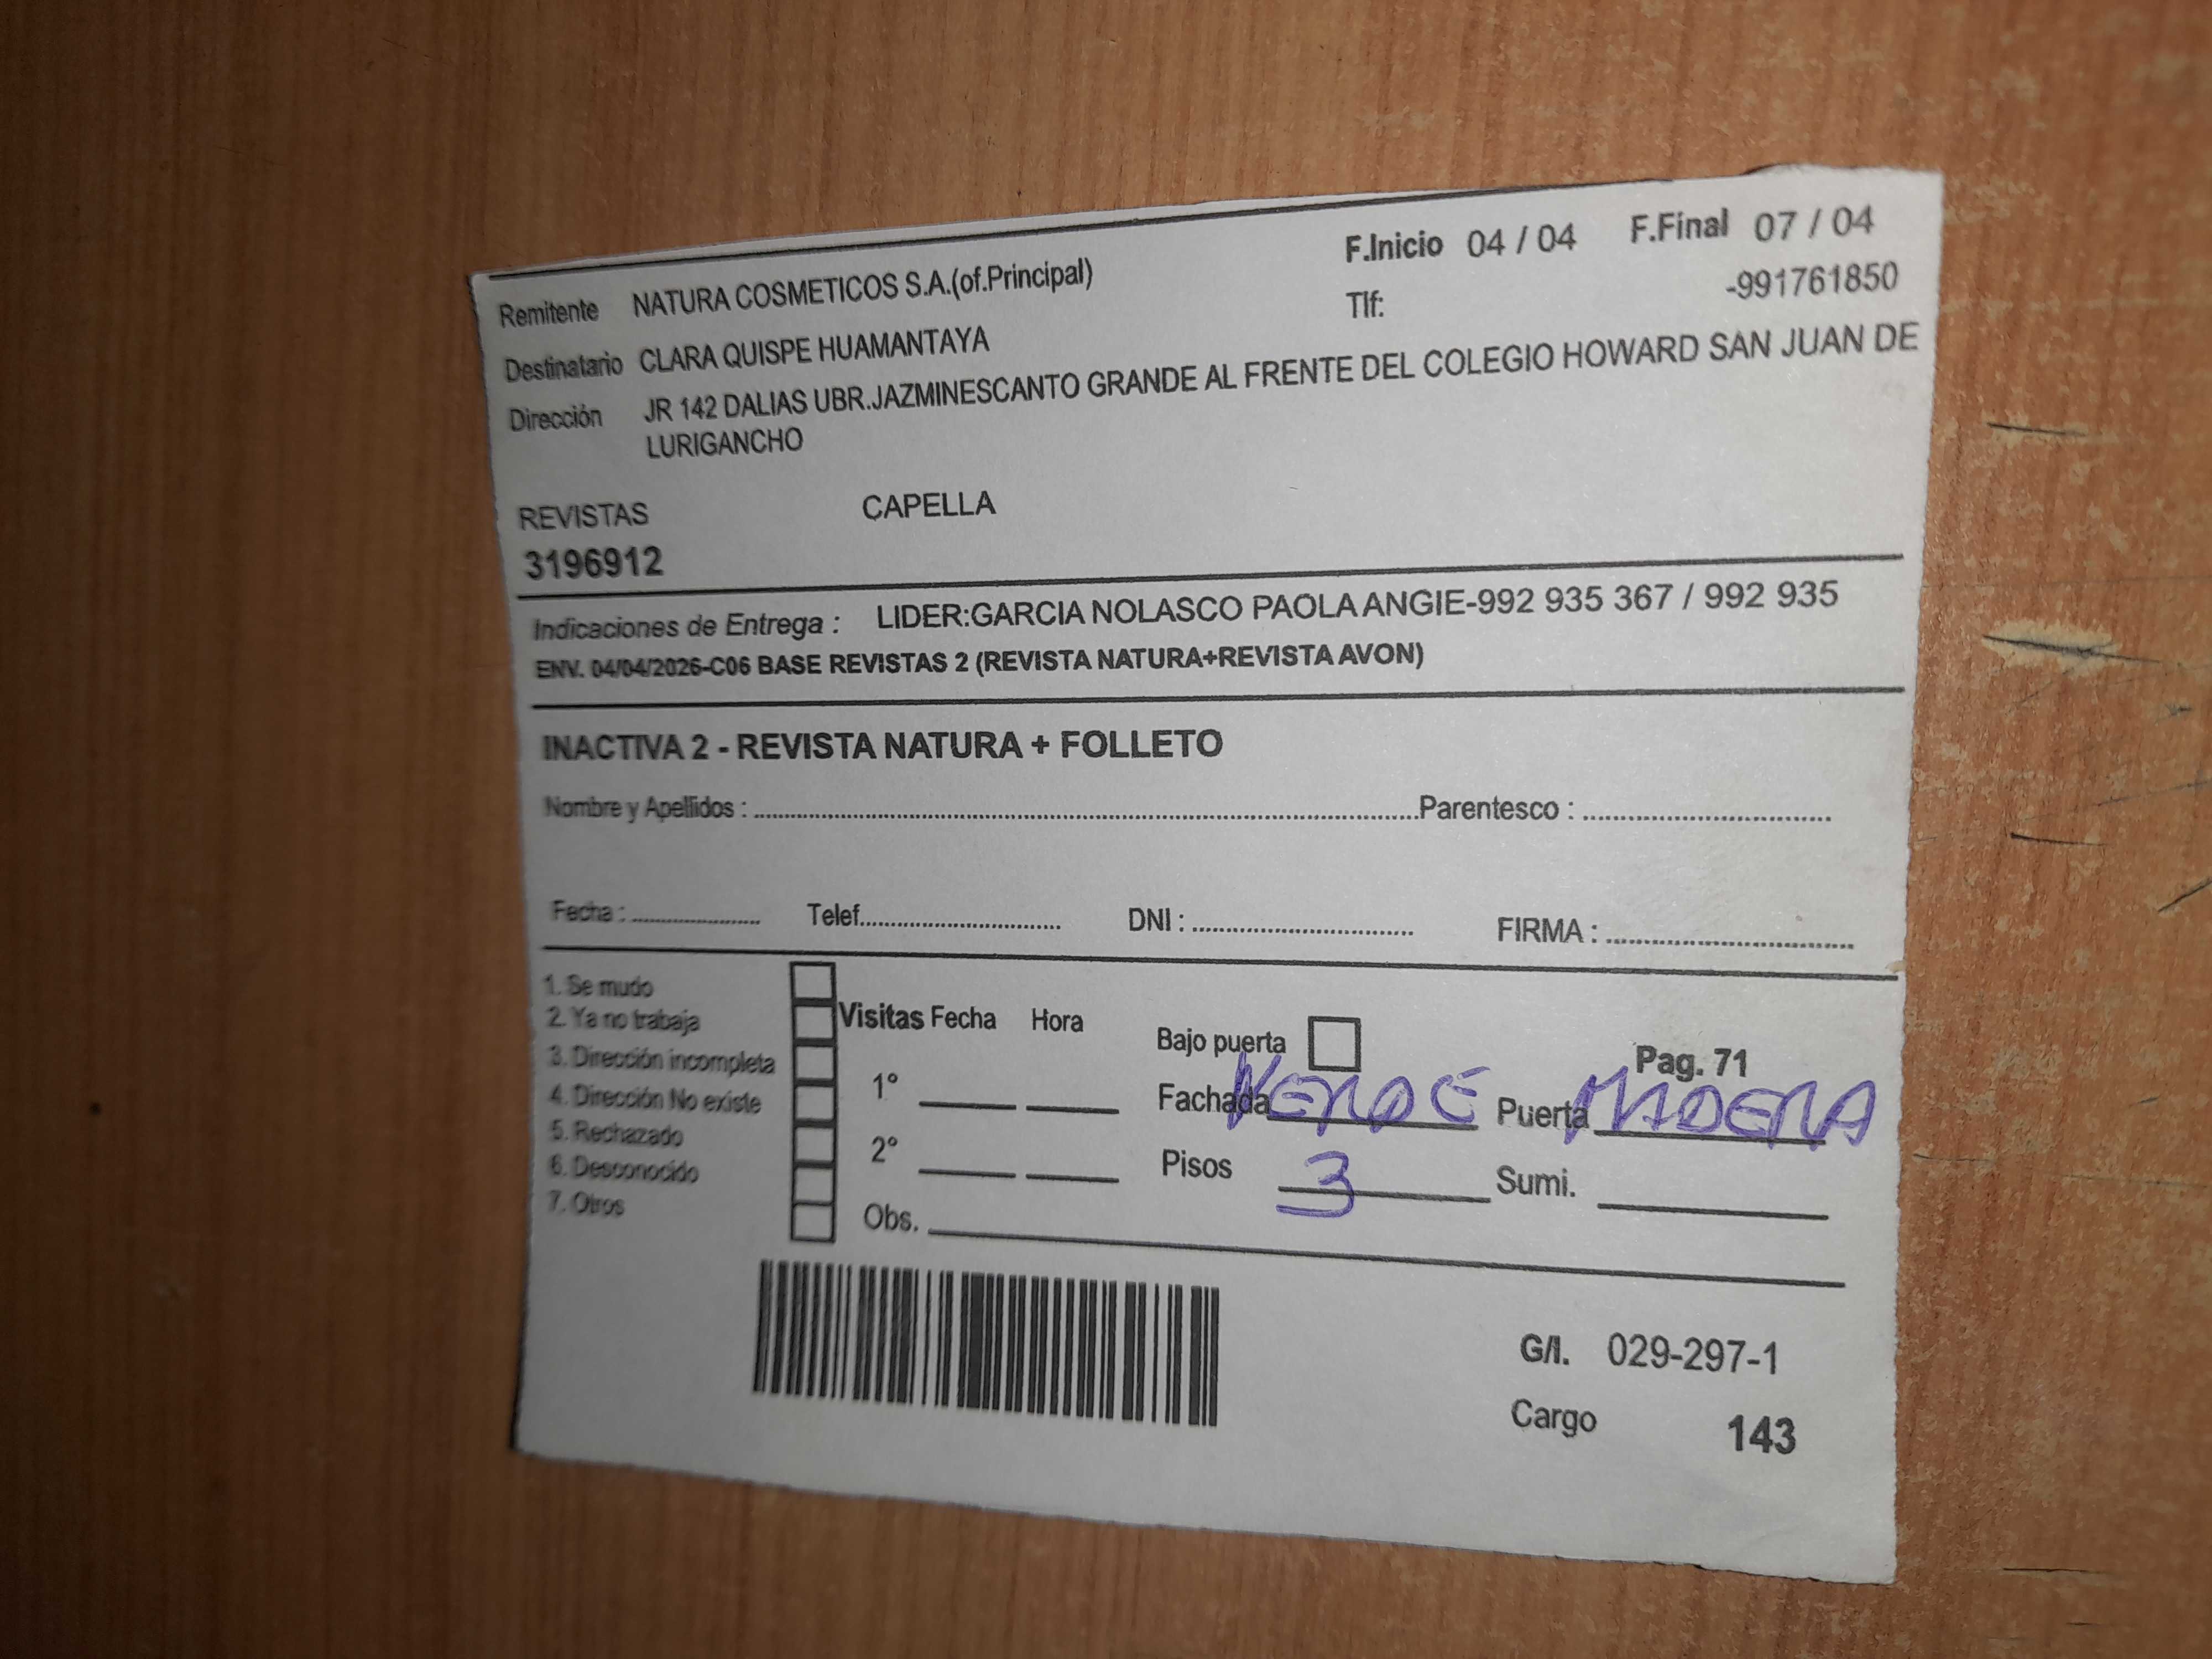 F.Inicio 04 / 04 F.Final 07 / 04
Remitente NATURA COSMETICOS S.A.(of.Principal) Tlf: -991761850
Destinatario CLARA QUISPE HUAMANTAYA
Dirección JR 142 DALIAS UBR.JAZMINESCANTO GRANDE AL FRENTE DEL COLEGIO HOWARD SAN JUAN DE
LURIGANCHO
REVISTAS CAPELLA
3196912
Indicaciones de Entrega : LIDER:GARCIA NOLASCO PAOLA ANGIE-992 935 367 / 992 935
ENV. 04/04/2026-C06 BASE REVISTAS 2 (REVISTA NATURA+REVISTA AVON)
INACTIVA 2 - REVISTA NATURA + FOLLETO
Nombre y Apellidos : Parentesco :
Fecha : Telef. DNI : FIRMA :
1. Se mudo
2. Ya no trabaja
3. Dirección incompleta
4. Dirección No existe
5. Rechazado
6. Desconocido
7. Otros
Visitas Fecha Hora
1°
2°
Obs.
Bajo puerta Pag. 71
Fachada VERDE Puerta MADERA
Pisos 3 Sumi.
G/I. 029-297-1
Cargo 143